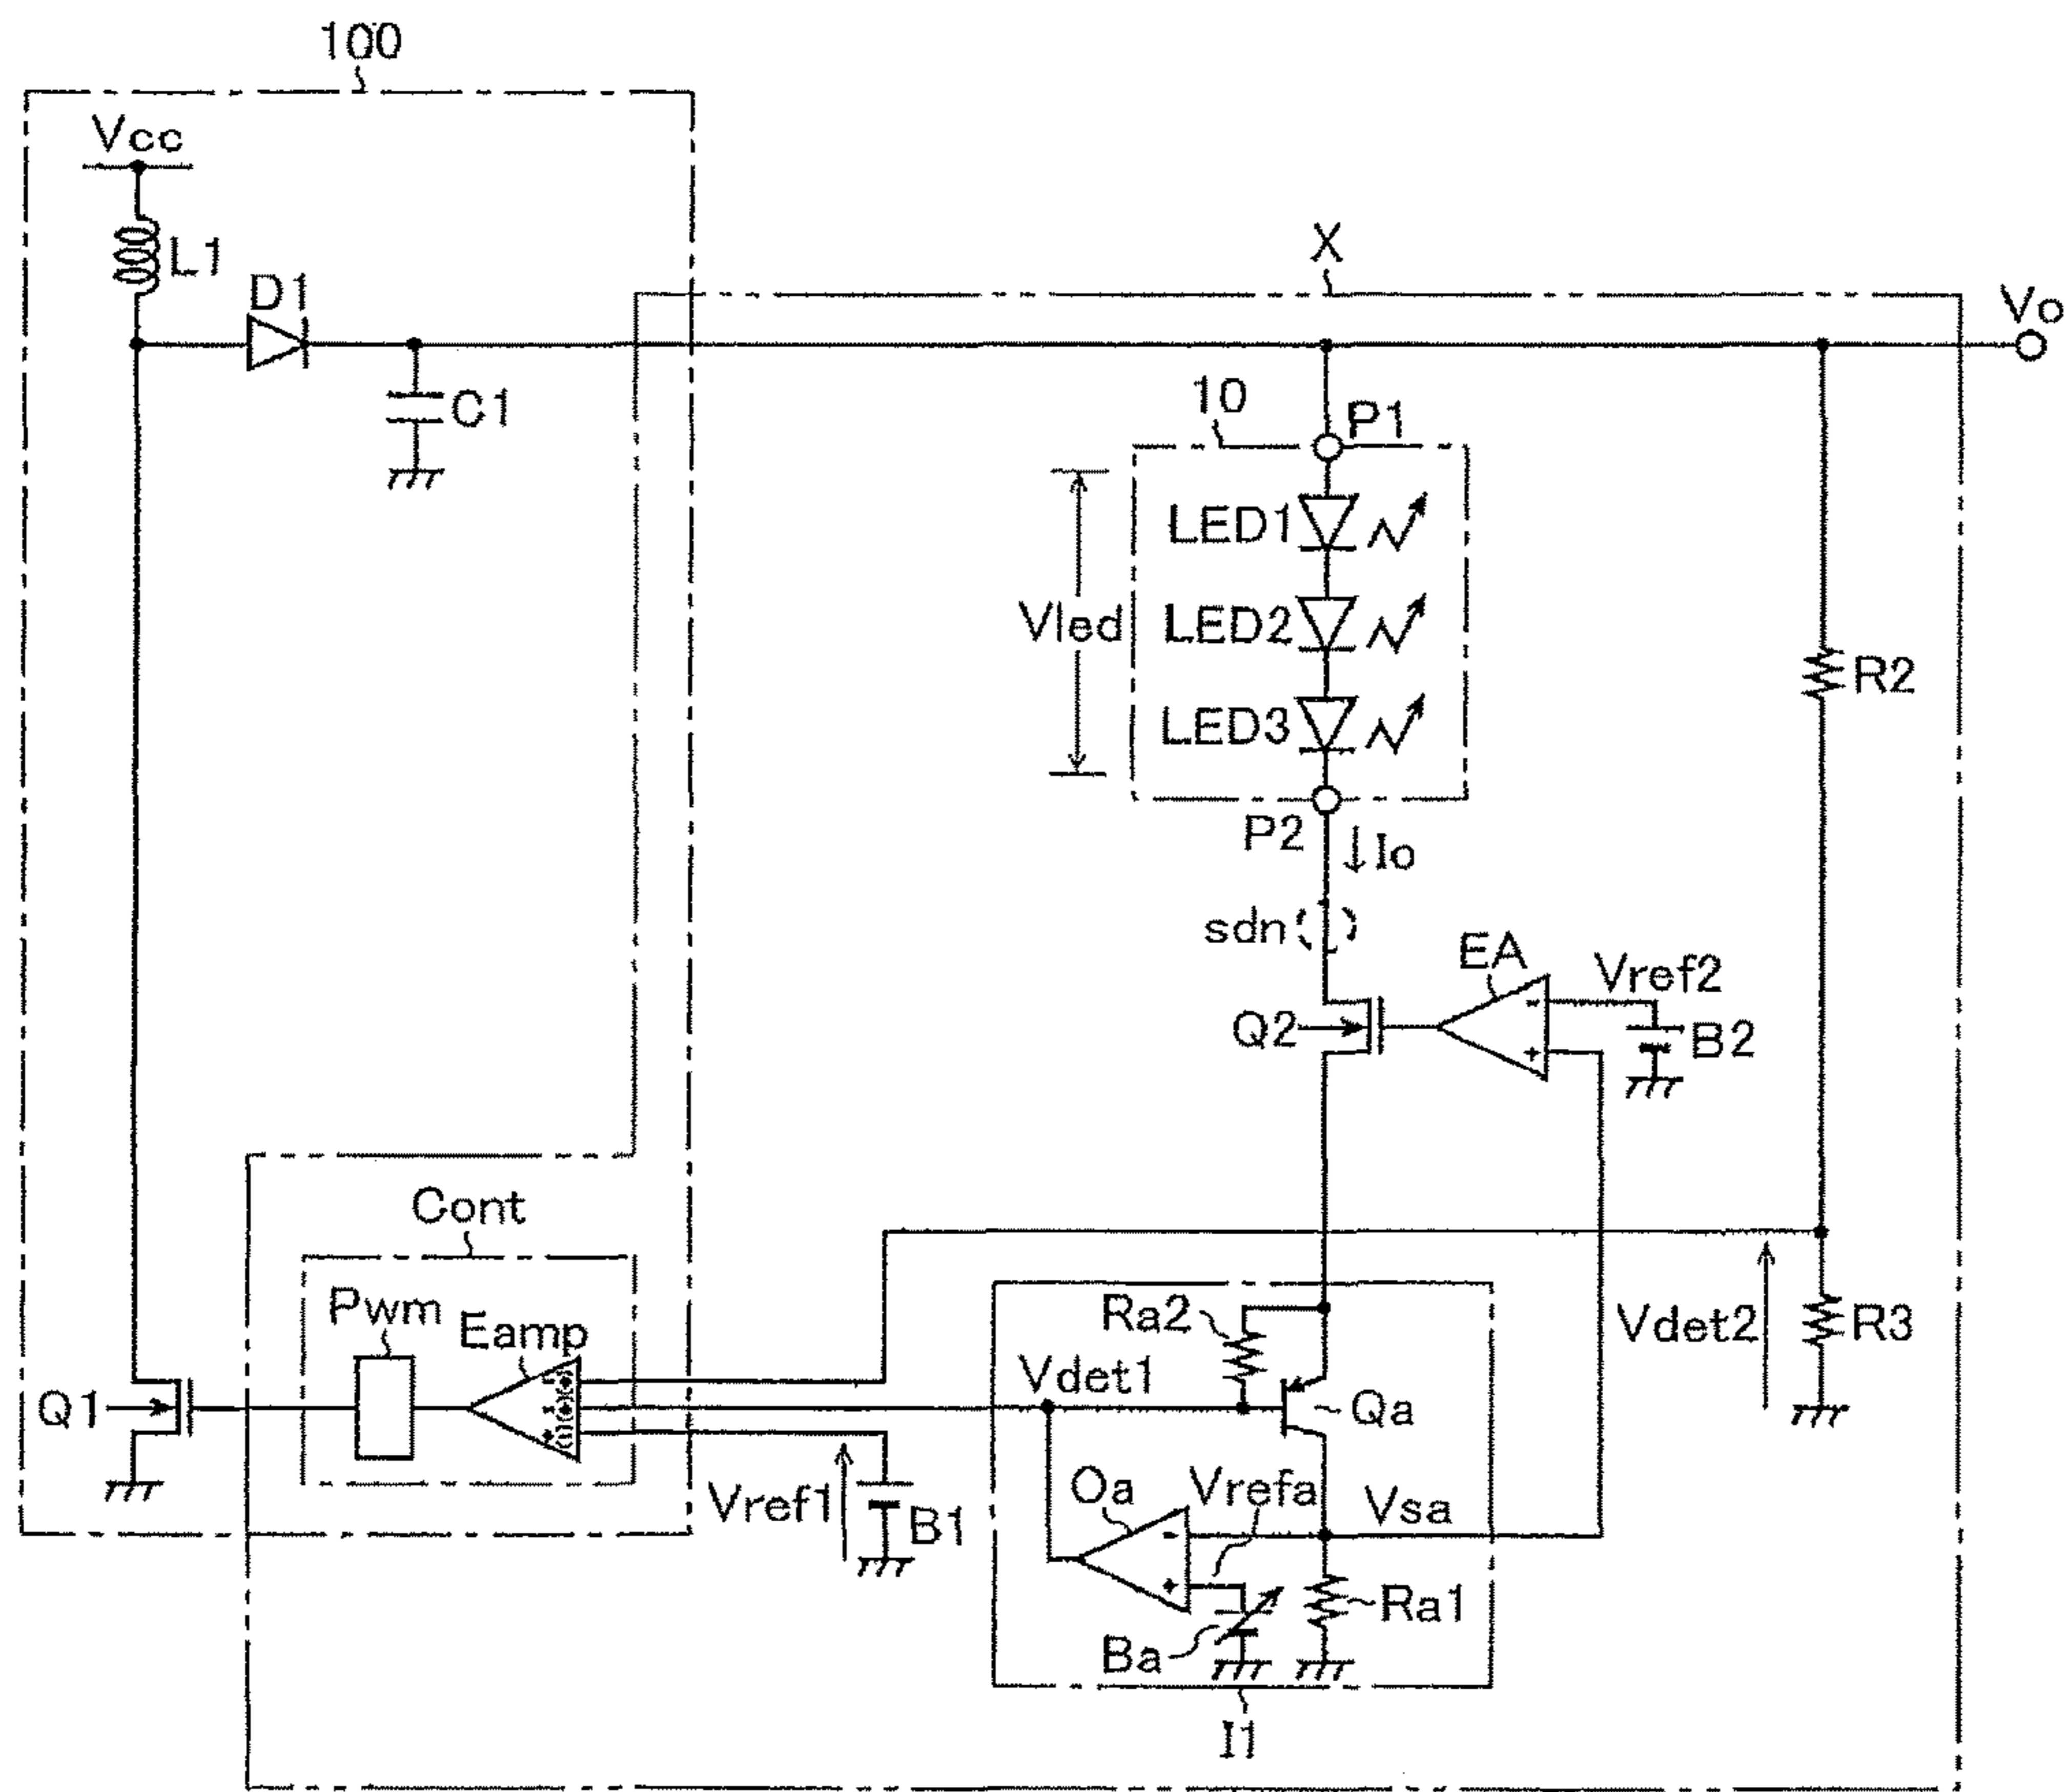 100
Vcc
L1
D1
C1
X
Vo
10
P1
LED1
LED2
LED3
Vled
P2
Io
sdn
Q2
EA
Vref2
B2
-
+
R2
Cont
Pwm
Eamp
Q1
Vref1
B1
Ra2
Vdet1
Qa
Oa
Vrefa
Vsa
-
+
Ba
Ra1
I1
Vdet2
R3